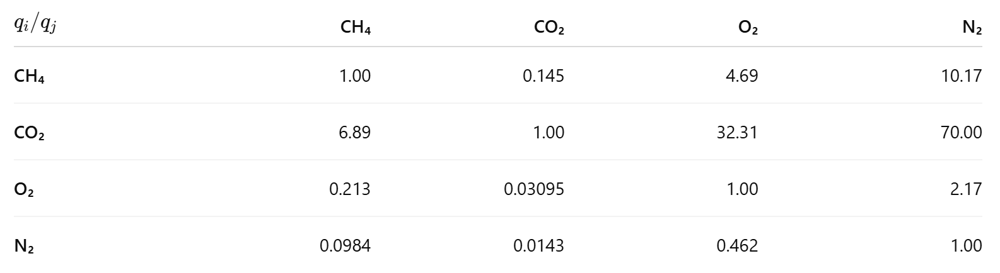 qᵢ/qⱼ CH₄ CO₂ O₂ N₂
CH₄ 1.00 0.145 4.69 10.17
CO₂ 6.89 1.00 32.31 70.00
O₂ 0.213 0.03095 1.00 2.17
N₂ 0.0984 0.0143 0.462 1.00